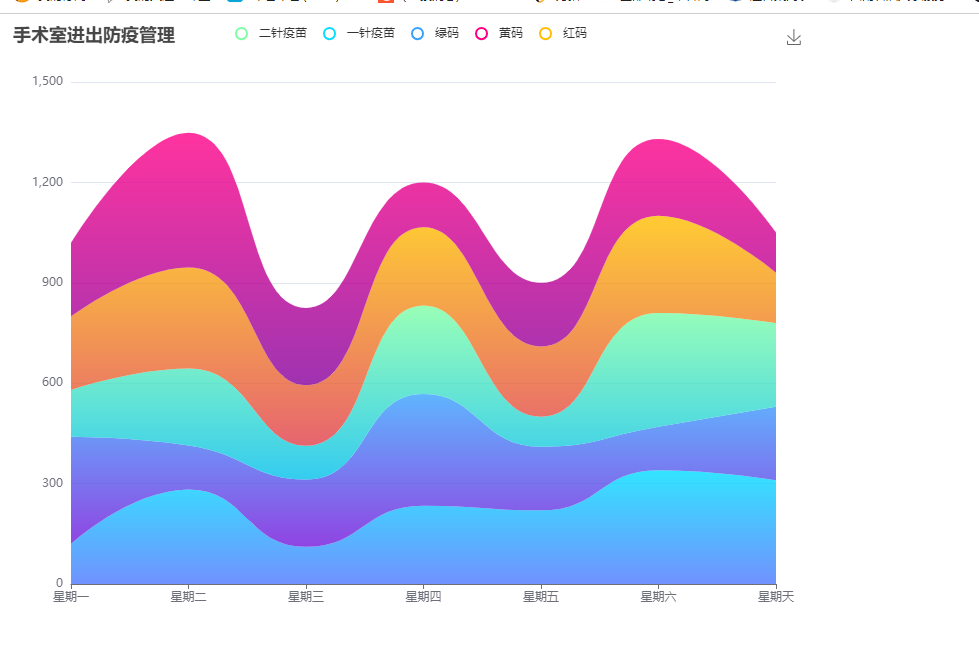 手术室进出防疫管理
二针疫苗 一针疫苗 绿码 黄码 红码
1,500
1,200
900
600
300
0
星期一 星期二 星期三 星期四 星期五 星期六 星期天